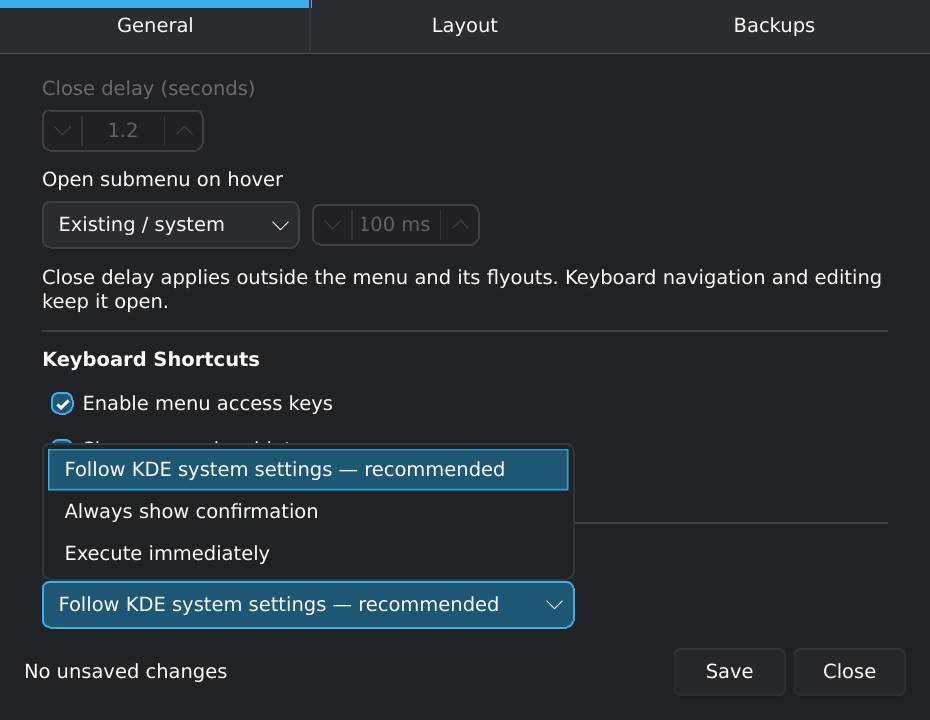 General
Layout
Backups
Close delay (seconds)
1.2
Open submenu on hover
Existing / system
100 ms
Close delay applies outside the menu and its flyouts. Keyboard navigation and editing
keep it open.
Keyboard Shortcuts
Enable menu access keys
Follow KDE system settings — recommended
Always show confirmation
Execute immediately
Follow KDE system settings — recommended
No unsaved changes
Save
Close